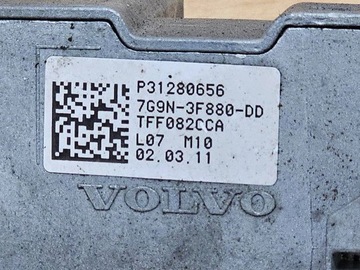 P31280656
7G9N-3F880-DD
TFF082CCA
L07 M10
02.03.11
VOLVO